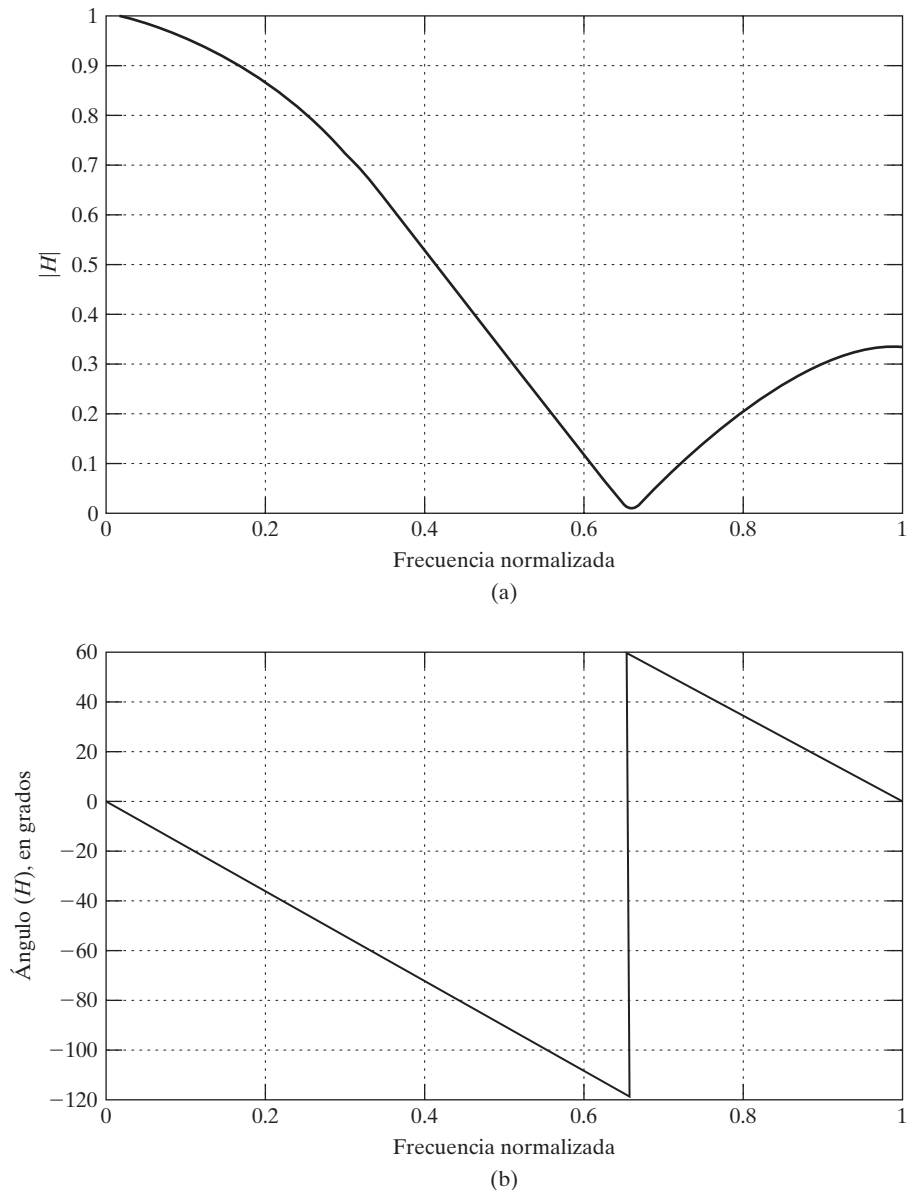 1
0.9
0.8
0.7
0.6
0.5
0.4
0.3
0.2
0.1
0
|H|
0 0.2 0.4 0.6 0.8 1
Frecuencia normalizada
(a)
60
40
20
0
−20
−40
−60
−80
−100
−120
Ángulo (H), en grados
0 0.2 0.4 0.6 0.8 1
Frecuencia normalizada
(b)